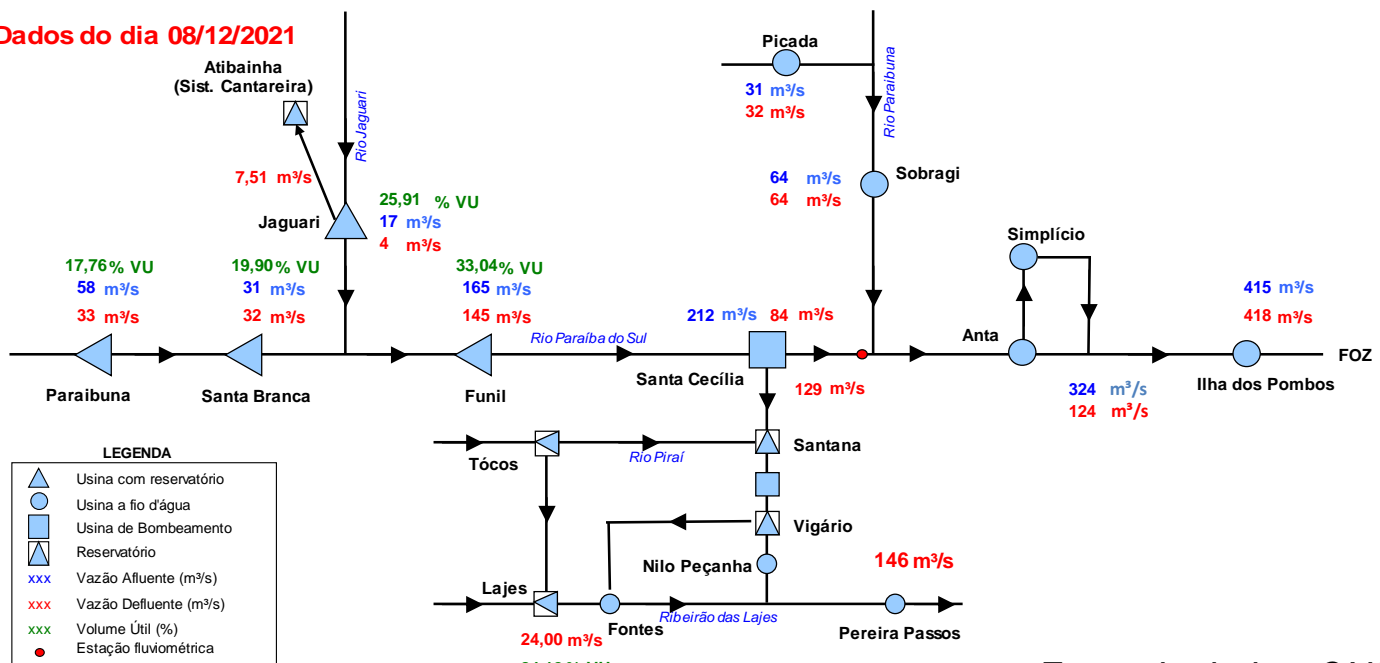 Dados do dia 08/12/2021
Atibainha
(Sist. Cantareira)
Rio Jaguari
7,51 m³/s
Jaguari
25,91 % VU
17 m³/s
4 m³/s
Picada
31 m³/s
32 m³/s
Rio Paraibuna
64 m³/s
64 m³/s
Sobragi
17,76% VU
58 m³/s
33 m³/s
Paraibuna
19,90% VU
31 m³/s
32 m³/s
Santa Branca
33,04% VU
165 m³/s
145 m³/s
Funil
Rio Paraíba do Sul
212 m³/s 84 m³/s
Santa Cecília
129 m³/s
Simplício
Anta
324 m³/s
124 m³/s
415 m³/s
418 m³/s
Ilha dos Pombos
FOZ
Tócos
Rio Piraí
Santana
Vigário
Nilo Peçanha
146 m³/s
Lajes
24,00 m³/s
Fontes
Ribeirão das Lajes
Pereira Passos
LEGENDA
Usina com reservatório
Usina a fio d'água
Usina de Bombeamento
Reservatório
xxx Vazão Afluente (m³/s)
xxx Vazão Defluente (m³/s)
xxx Volume Útil (%)
Estação fluviométrica